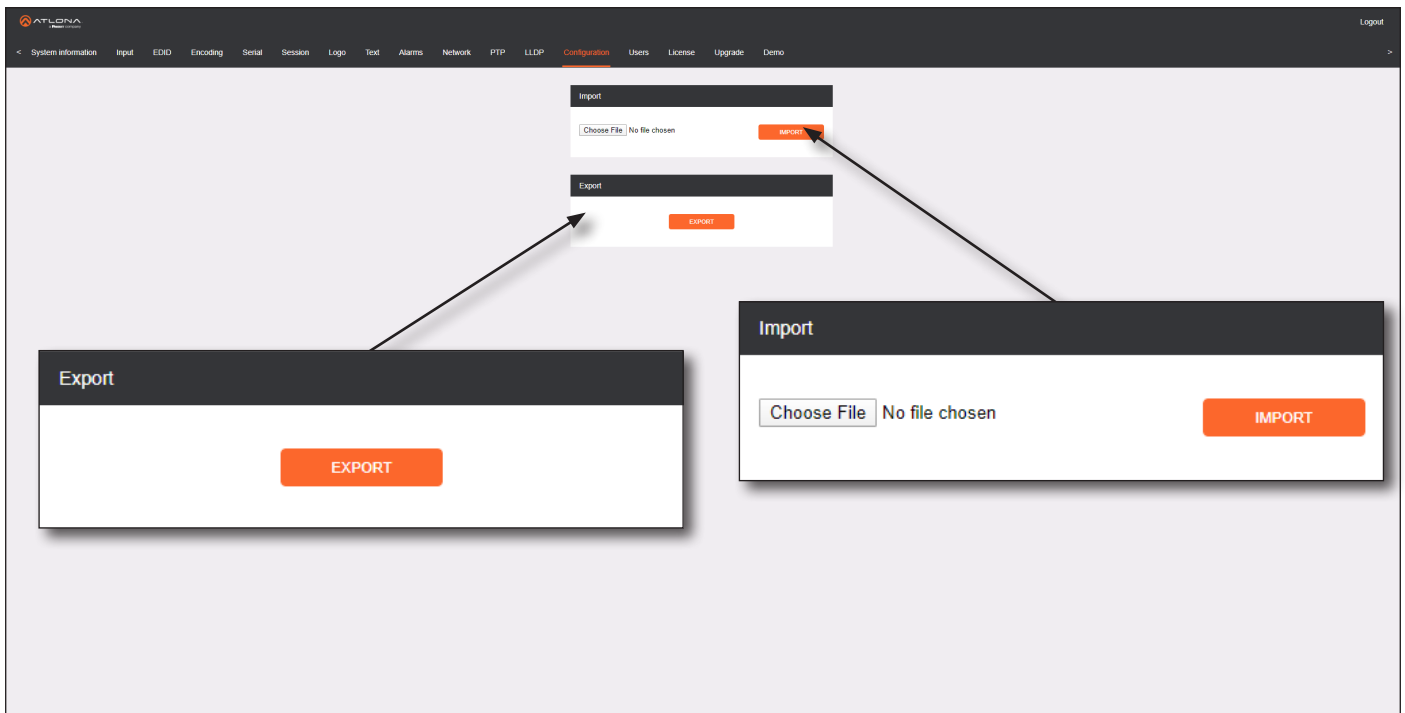 ATLONA
Logout
< System information Input EDID Encoding Serial Session Logo Text Alarms Network PTP LLDP Configuration Users License Upgrade Demo >
Import
Choose File No file chosen IMPORT
Export
EXPORT
Import
Choose File No file chosen IMPORT
Export
EXPORT